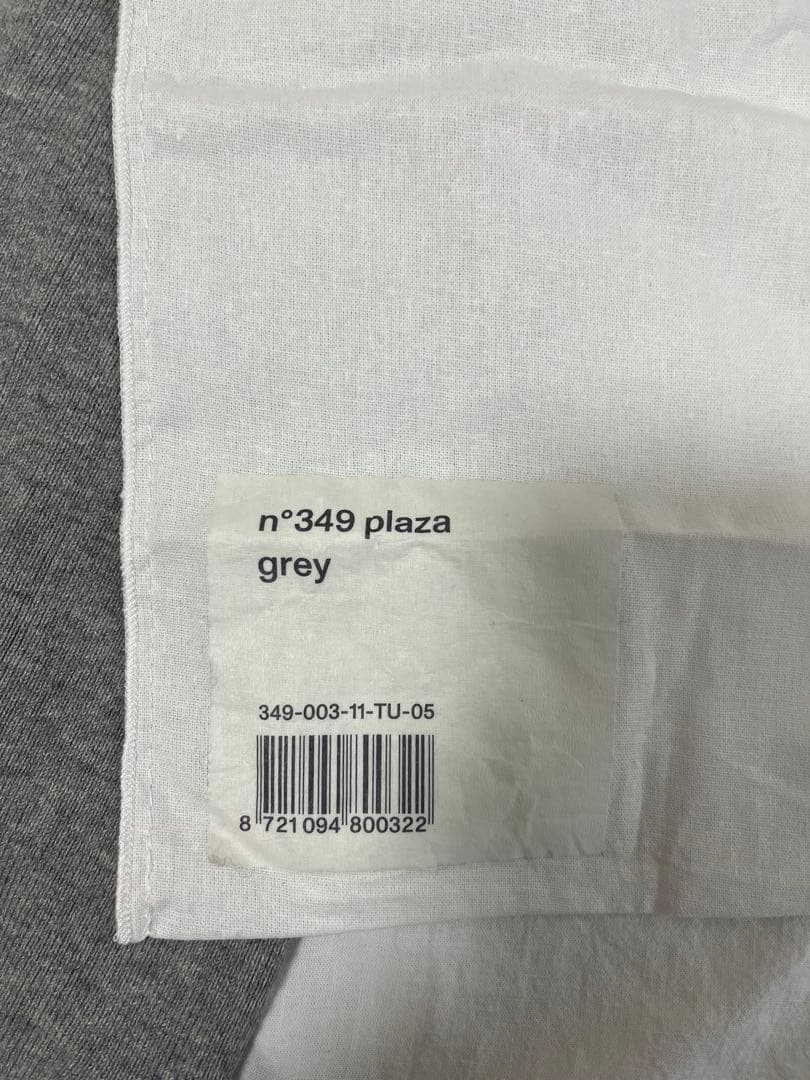 n°349 plaza
grey
349-003-11-TU-05
8 721094 800322